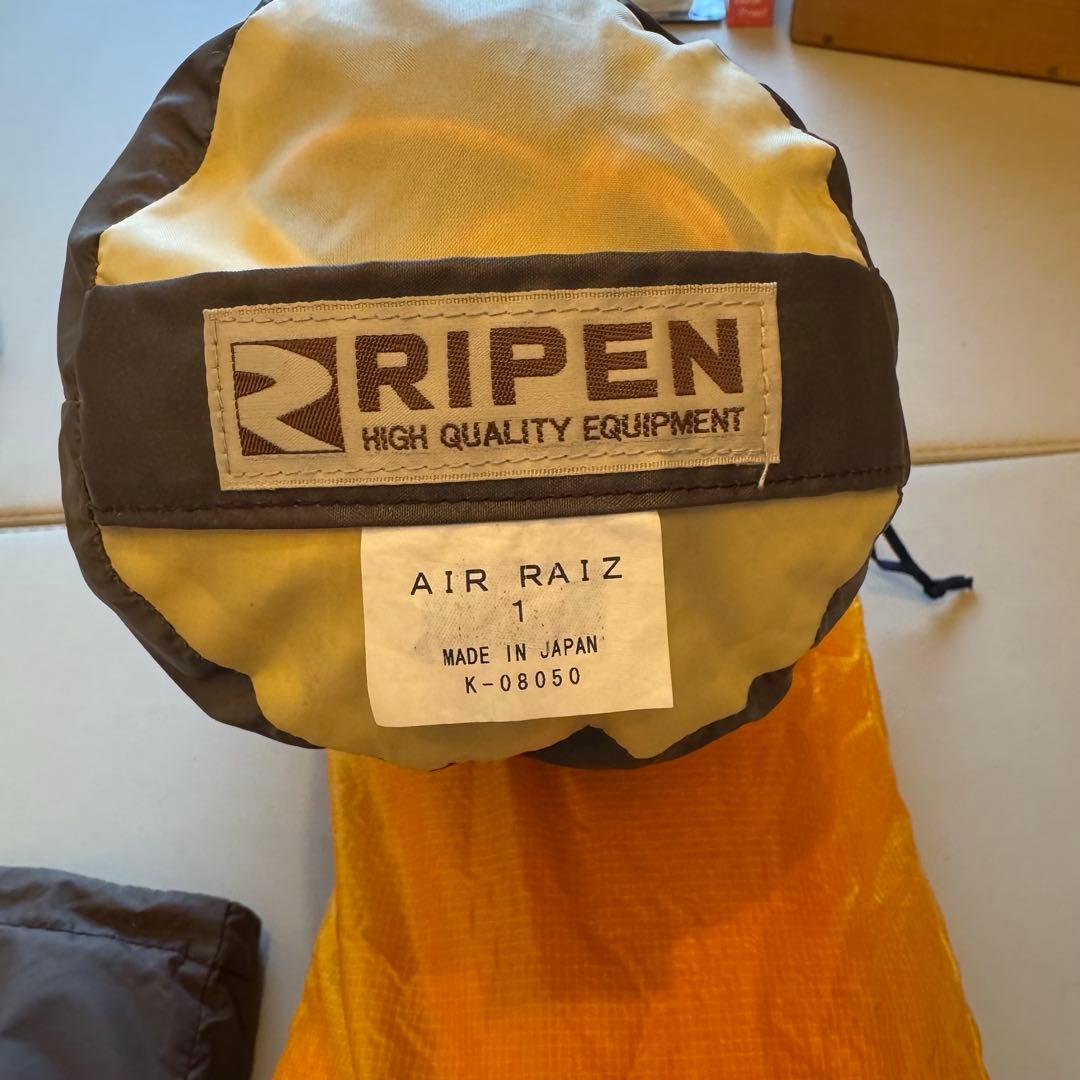 RIPEN
HIGH QUALITY EQUIPMENT
AIR RAIZ
1
MADE IN JAPAN
K-08050